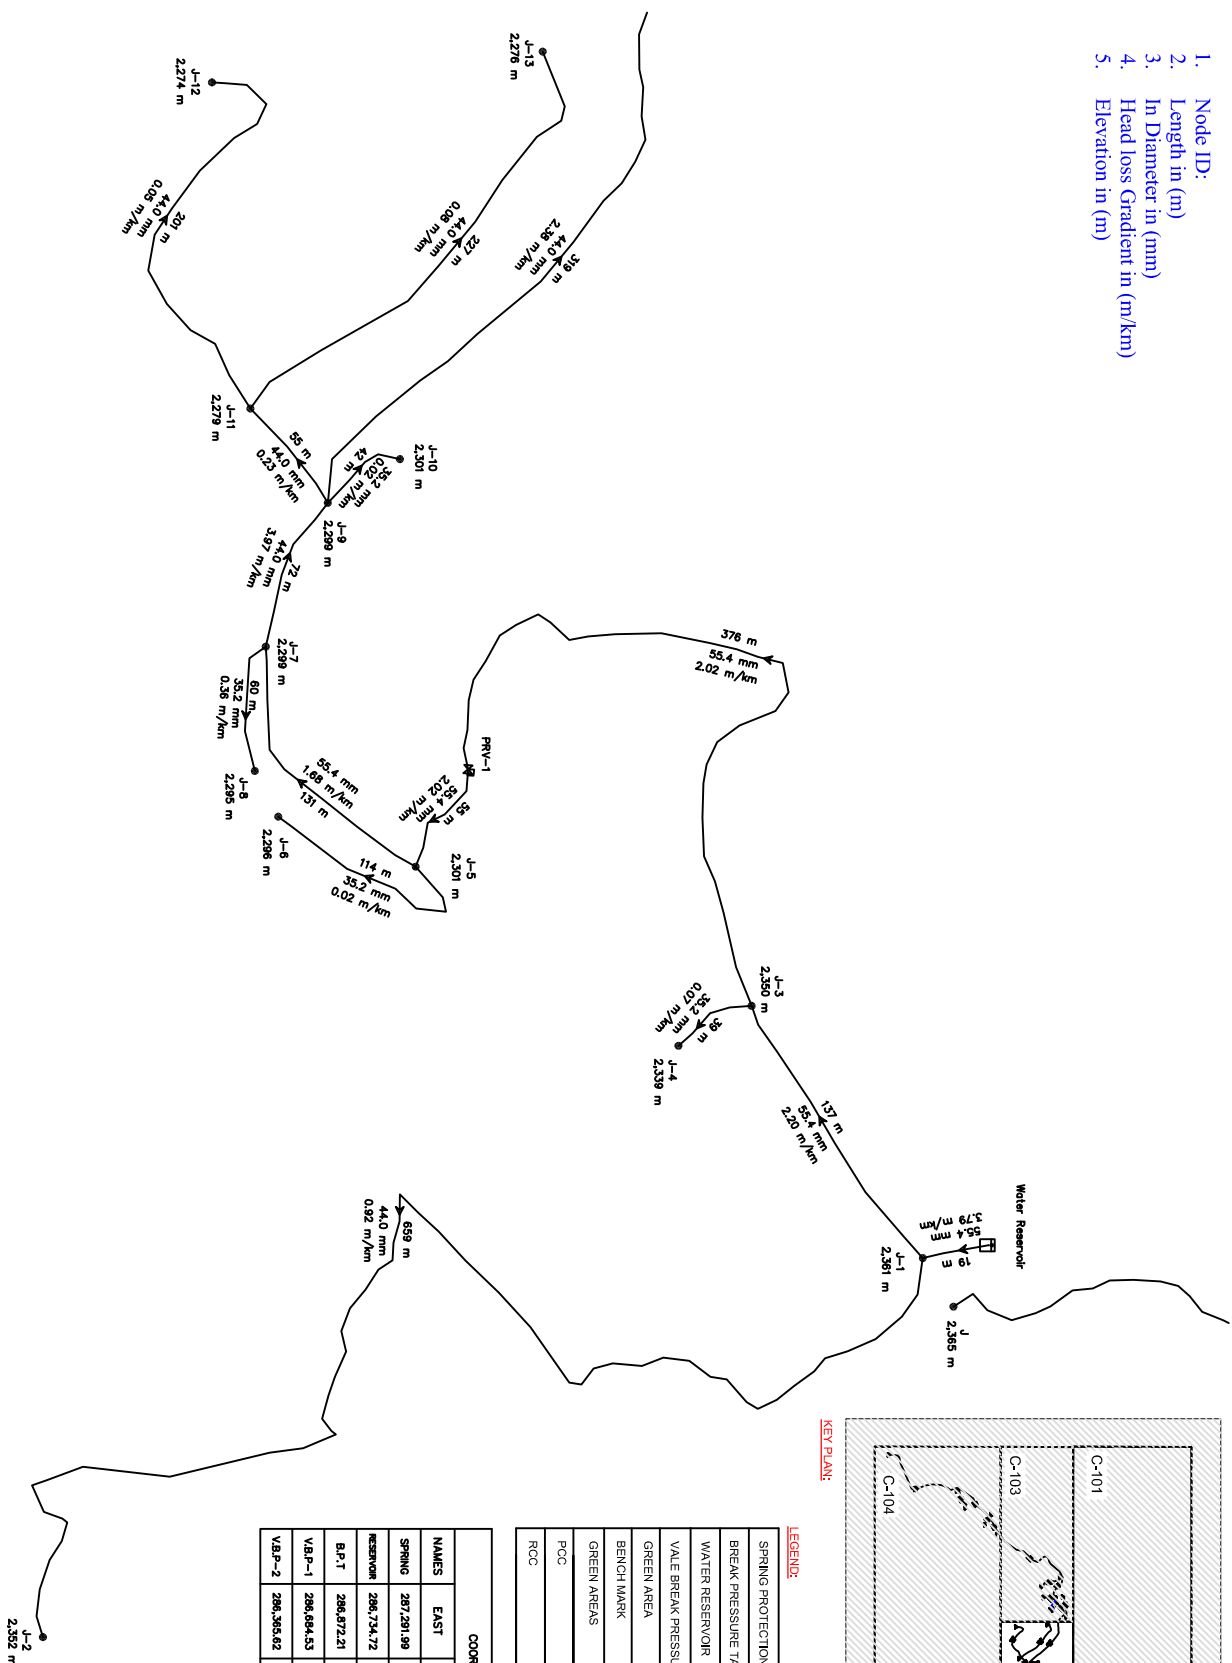 1. Node ID:
2. Length in (m)
3. In Diameter in (mm)
4. Head loss Gradient in (m/km)
5. Elevation in (m)
J-13
2,276 m
J-12
2,274 m
201 m
44.0 mm
0.05 m/km
227 m
44.0 mm
0.08 m/km
319 m
44.0 mm
2.38 m/km
J-11
2,279 m
55 m
44.0 mm
0.23 m/km
J-10
2,301 m
42 m
35.2 mm
0.02 m/km
J-9
2,299 m
72 m
44.0 mm
3.97 m/km
J-7
2,299 m
60 m
35.2 mm
0.36 m/km
J-8
2,295 m
55.4 mm
1.68 m/km
131 m
J-6
2,296 m
114 m
35.2 mm
0.02 m/km
J-5
2,301 m
PRV-1
55 m
55.4 mm
2.02 m/km
376 m
55.4 mm
2.02 m/km
J-3
2,350 m
39 m
35.2 mm
0.07 m/km
J-4
2,339 m
137 m
55.4 mm
2.20 m/km
Water Reservoir
19 m
55.4 mm
3.79 m/km
J-1
2,361 m
J
2,365 m
659 m
44.0 mm
0.92 m/km
J-2
2,352 m
KEY PLAN:
C-101
C-103
C-104
LEGEND:
SPRING PROTECTION
BREAK PRESSURE TA
WATER RESERVOIR
VALE BREAK PRESSU
GREEN AREA
BENCH MARK
GREEN AREAS
PCC
RCC
COOR
NAMES EAST
SPRING 287,291.99
RESERVOIR 286,734.72
B.P.T 286,872.21
V.B.P-1 286,684.53
V.B.P-2 286,365.62